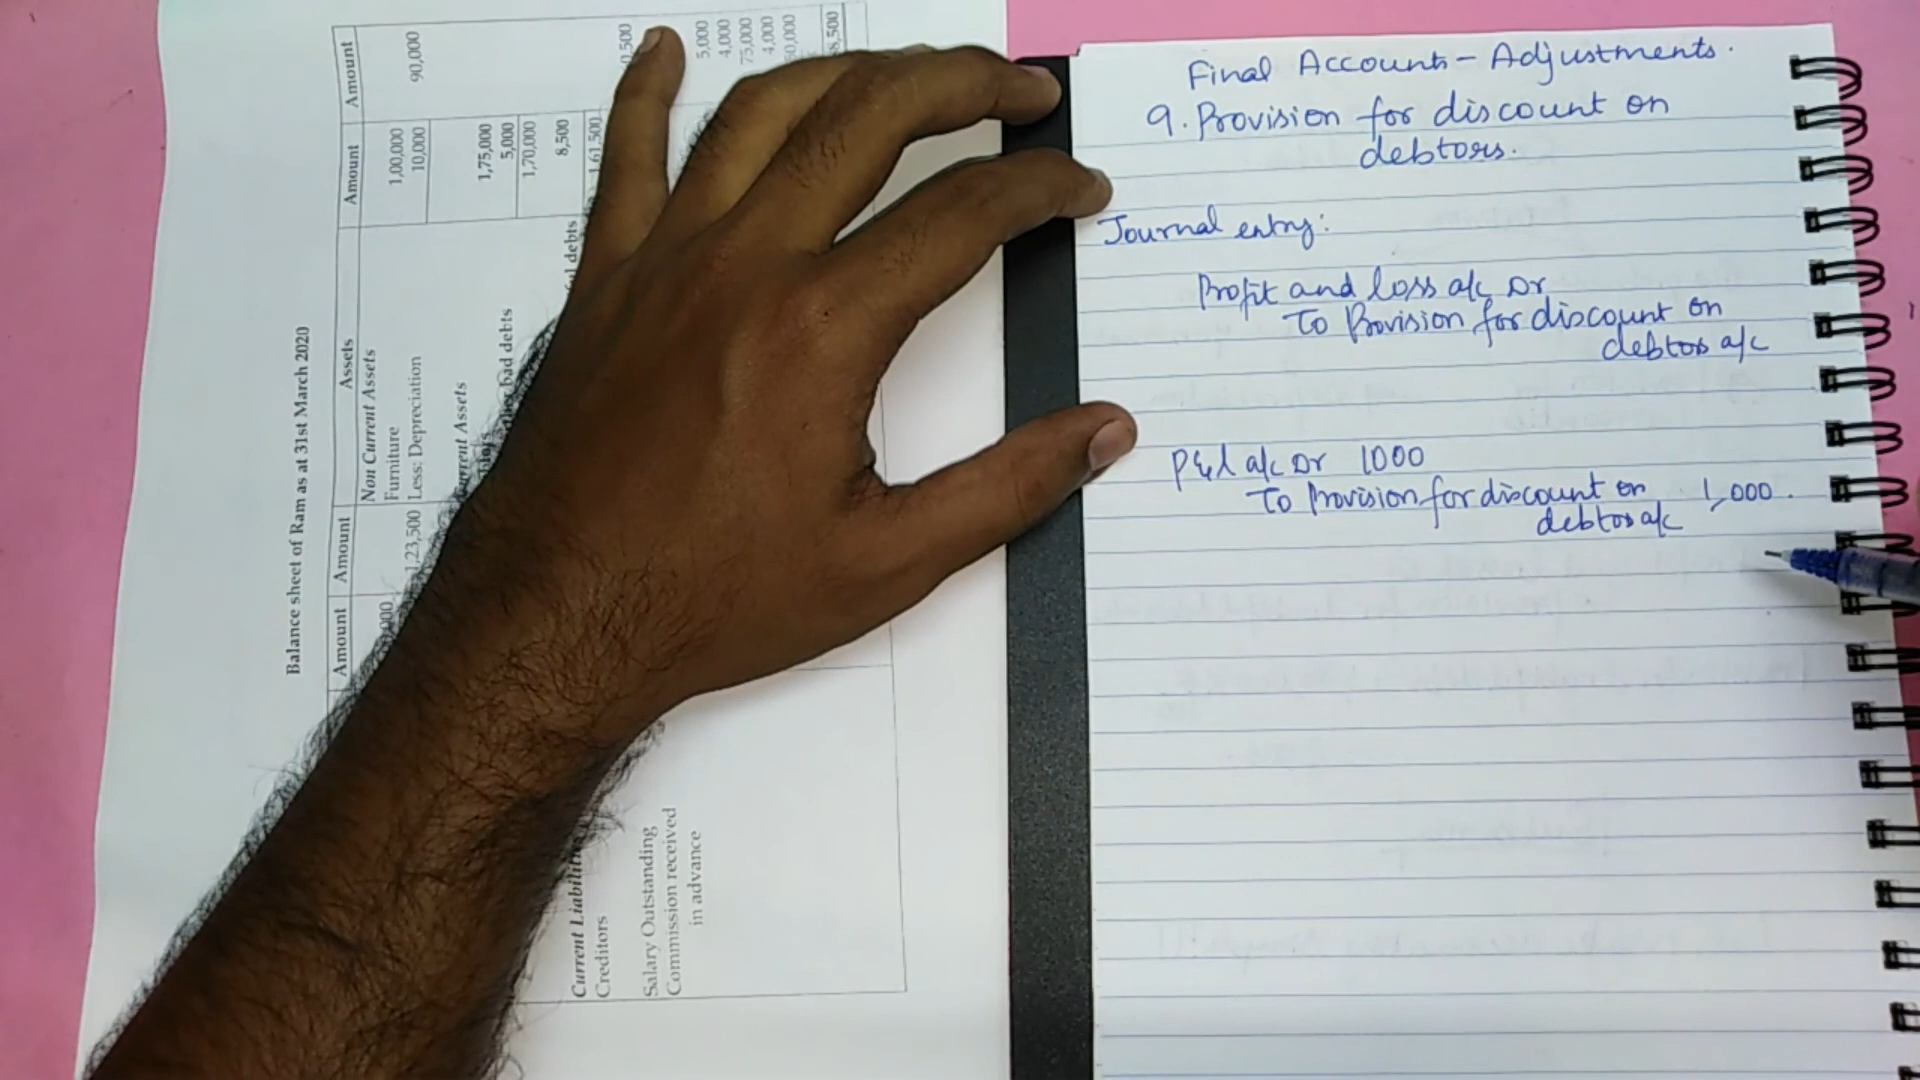 Final Accounts - Adjustments.
9. Provision for discount on
debtors.
Journal entry:
Profit and loss a/c Dr
To Provision for discount on
debtors a/c
P&L a/c Dr 1000
To Provision for discount on 1,000.
debtors a/c
Balance sheet of Ram as at 31st March 2020
Amount Amount Assets Amount Amount
Non Current Assets
Furniture 1,00,000
1,23,500 Less: Depreciation 10,000 90,000
Current Assets
1,75,000
bad debts 5,000
1,70,000
debts 8,500
1,61,500
Current
Creditors
5,000
Salary Outstanding 4,000
Commission received 75,000
in advance 4,000